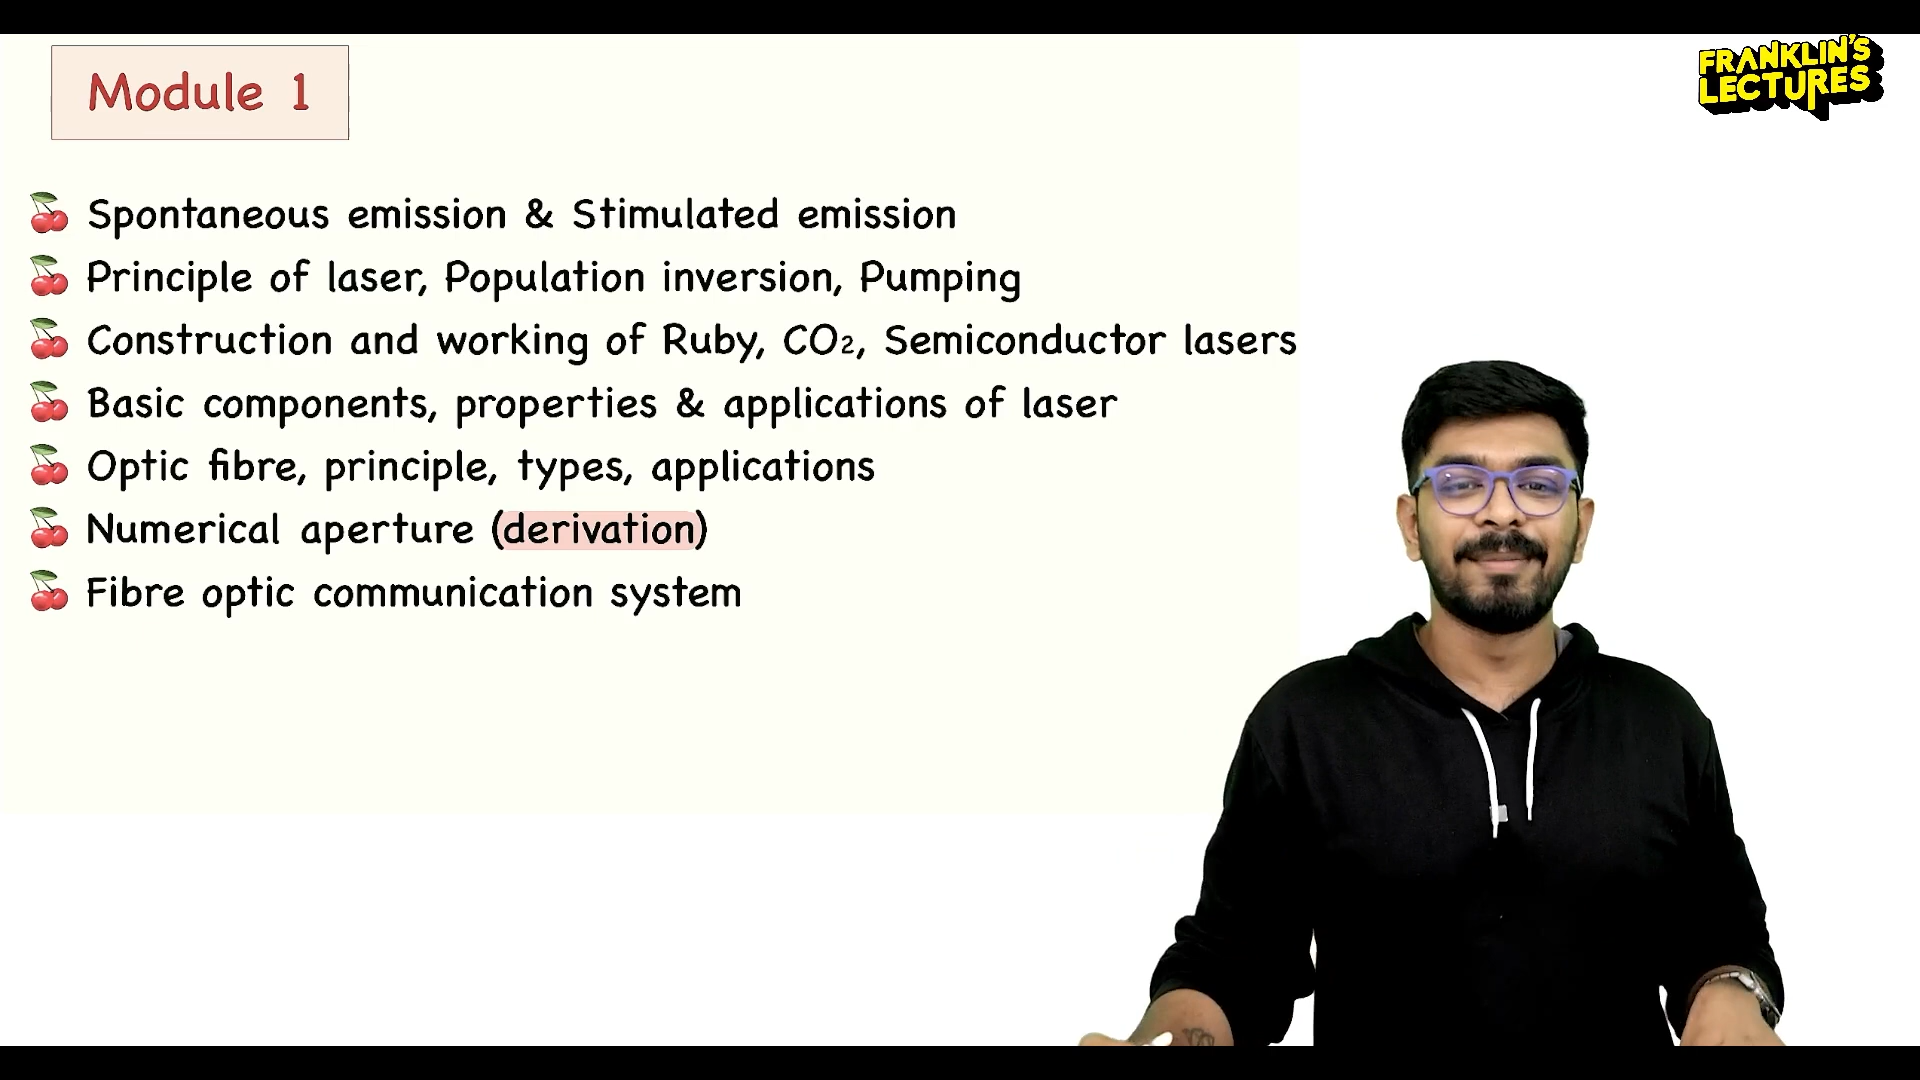 Module 1
FRANKLIN'S
LECTURES
Spontaneous emission & Stimulated emission
Principle of laser, Population inversion, Pumping
Construction and working of Ruby, CO₂, Semiconductor lasers
Basic components, properties & applications of laser
Optic fibre, principle, types, applications
Numerical aperture (derivation)
Fibre optic communication system